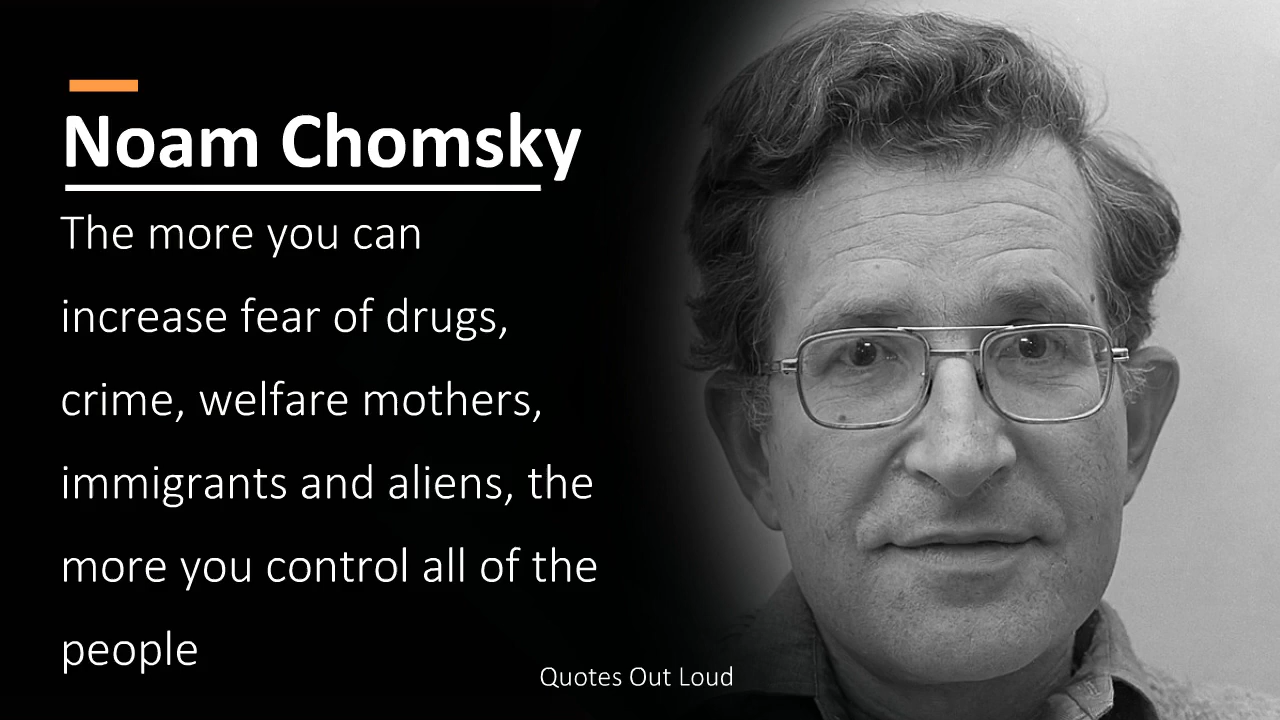 Noam Chomsky
The more you can
increase fear of drugs,
crime, welfare mothers,
immigrants and aliens, the
more you control all of the
people
Quotes Out Loud